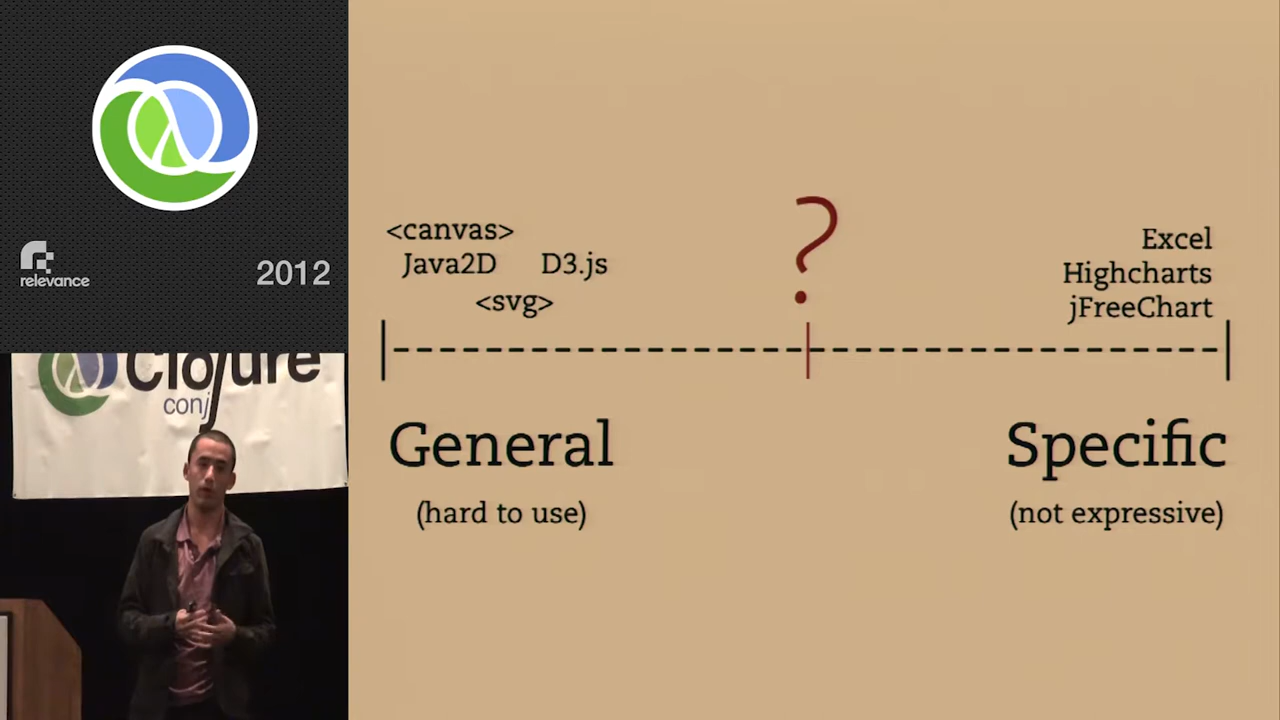 relevance
2012
Clojure
conj
<canvas>
Java2D D3.js
<svg>
?
Excel
Highcharts
jFreeChart
General
(hard to use)
Specific
(not expressive)